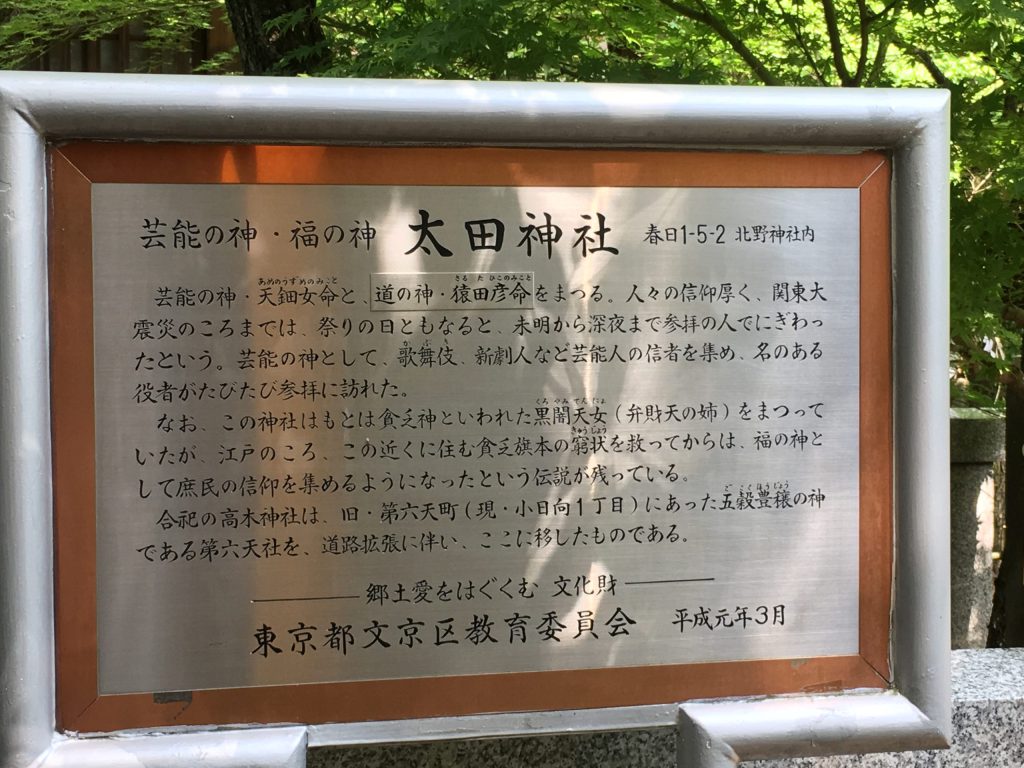 芸能の神・福の神 太田神社 春日1-5-2 北野神社内
芸能の神・天鈿女命と、道の神・猿田彦命をまつる。人々の信仰厚く、関東大
震災のころまでは、祭りの日ともなると、未明から深夜まで参拝の人でにぎわっ
たという。芸能の神として、歌舞伎、新劇人など芸能人の信者を集め、名のある
役者がたびたび参拝に訪れた。
なお、この神社はもとは貧乏神といわれた黒闇天女(弁財天の姉)をまつって
いたが、江戸のころ、この近くに住む貧乏旗本の窮状を救ってからは、福の神と
して庶民の信仰を集めるようになったという伝説が残っている。
合祀の高木神社は、旧・第六天町(現・小日向1丁目)にあった五穀豊穣の神
である第六天社を、道路拡張に伴い、ここに移したものである。
郷土愛をはぐくむ 文化財
東京都文京区教育委員会 平成元年3月